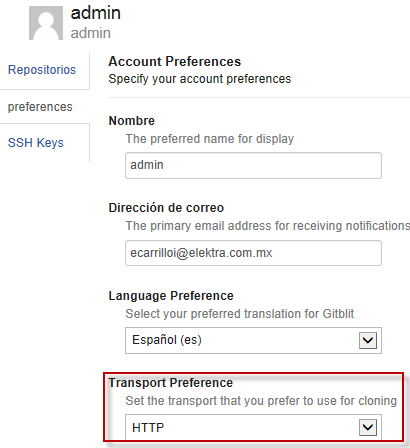 admin
admin
Repositorios
preferences
SSH Keys
Account Preferences
Specify your account preferences
Nombre
The preferred name for display
admin
Dirección de correo
The primary email address for receiving notifications
ecarrilloi@elektra.com.mx
Language Preference
Select your preferred translation for Gitblit
Español (es)
Transport Preference
Set the transport that you prefer to use for cloning
HTTP